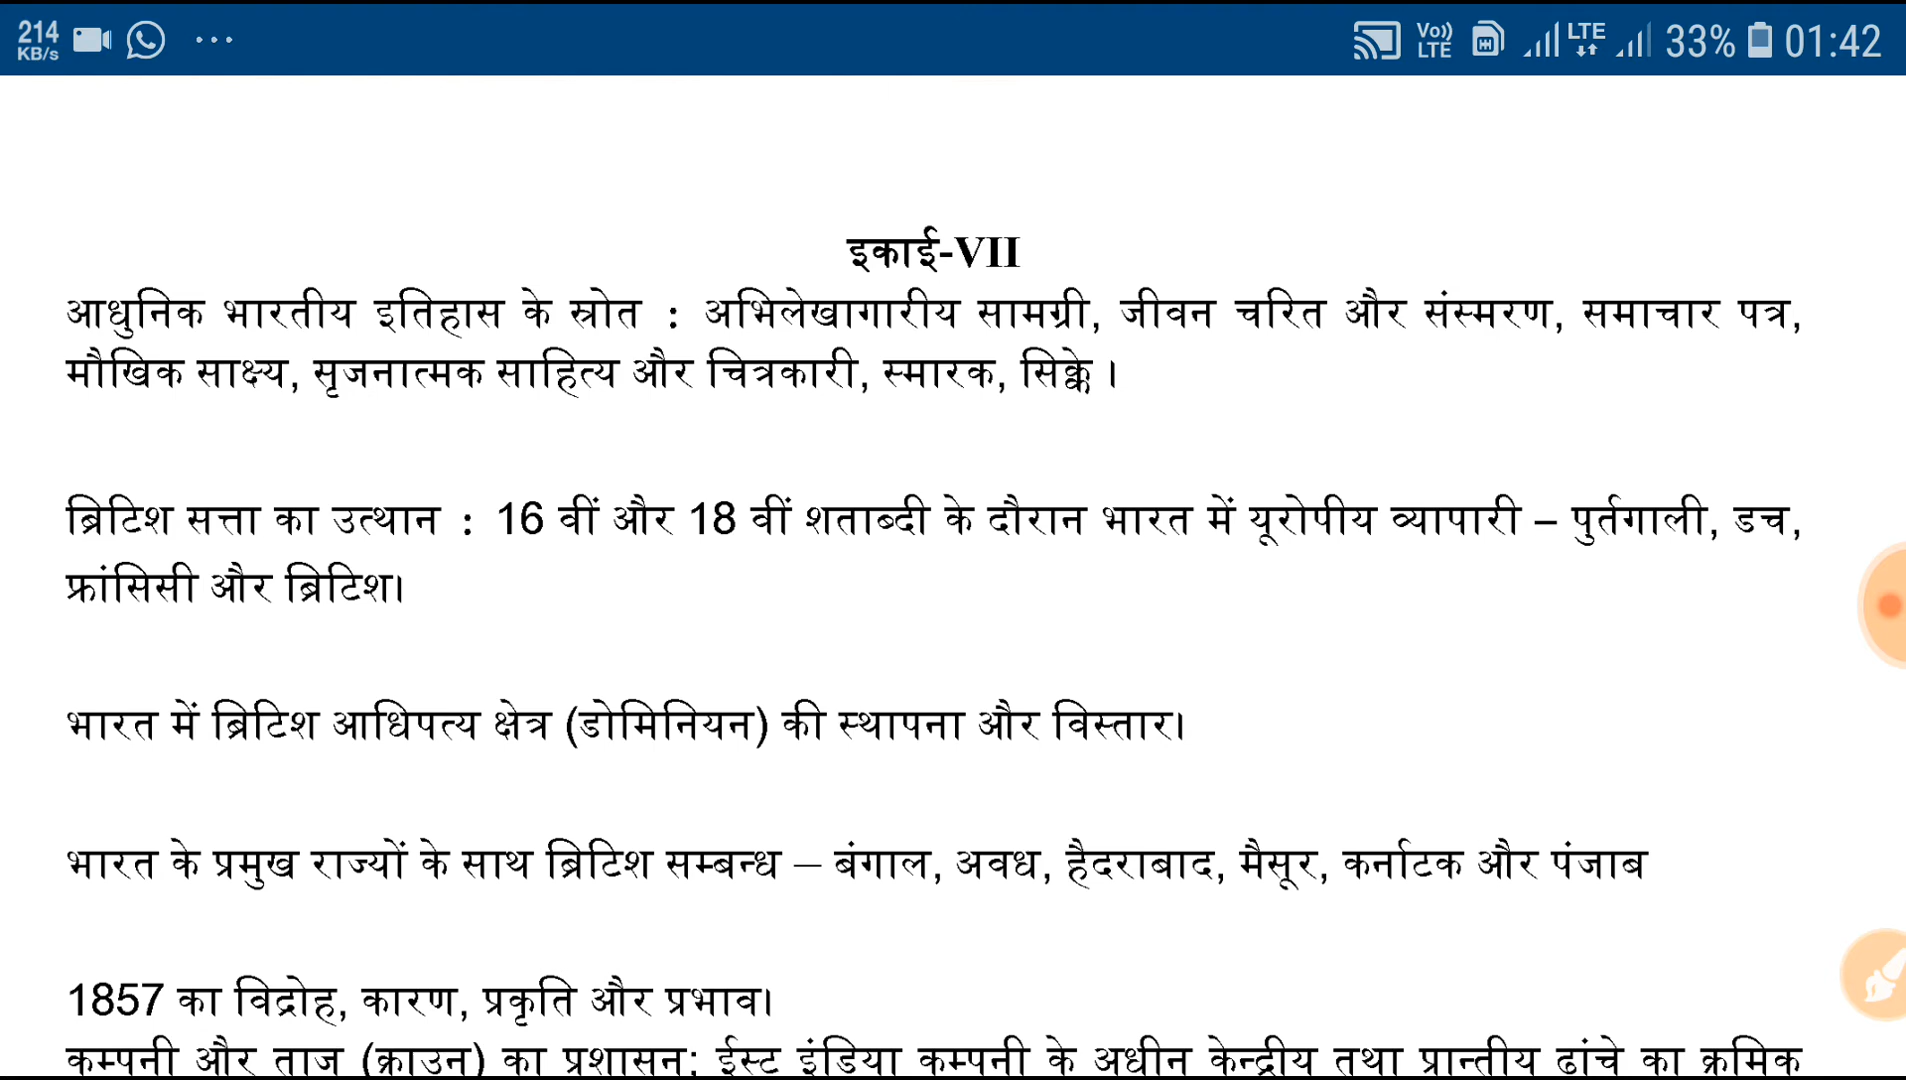 214
KB/s
Vo))
LTE
LTE
33%
01:42
इकाई-VII
आधुनिक भारतीय इतिहास के स्रोत : अभिलेखागारीय सामग्री, जीवन चरित और संस्मरण, समाचार पत्र,
मौखिक साक्ष्य, सृजनात्मक साहित्य और चित्रकारी, स्मारक, सिक्के ।
ब्रिटिश सत्ता का उत्थान : 16 वीं और 18 वीं शताब्दी के दौरान भारत में यूरोपीय व्यापारी – पुर्तगाली, डच,
फ्रांसिसी और ब्रिटिश।
भारत में ब्रिटिश आधिपत्य क्षेत्र (डोमिनियन) की स्थापना और विस्तार।
भारत के प्रमुख राज्यों के साथ ब्रिटिश सम्बन्ध – बंगाल, अवध, हैदराबाद, मैसूर, कर्नाटक और पंजाब
1857 का विद्रोह, कारण, प्रकृति और प्रभाव।
कम्पनी और ताज (क्राउन) का प्रशासन; ईस्ट इंडिया कम्पनी के अधीन केन्द्रीय तथा प्रान्तीय ढांचे का क्रमिक